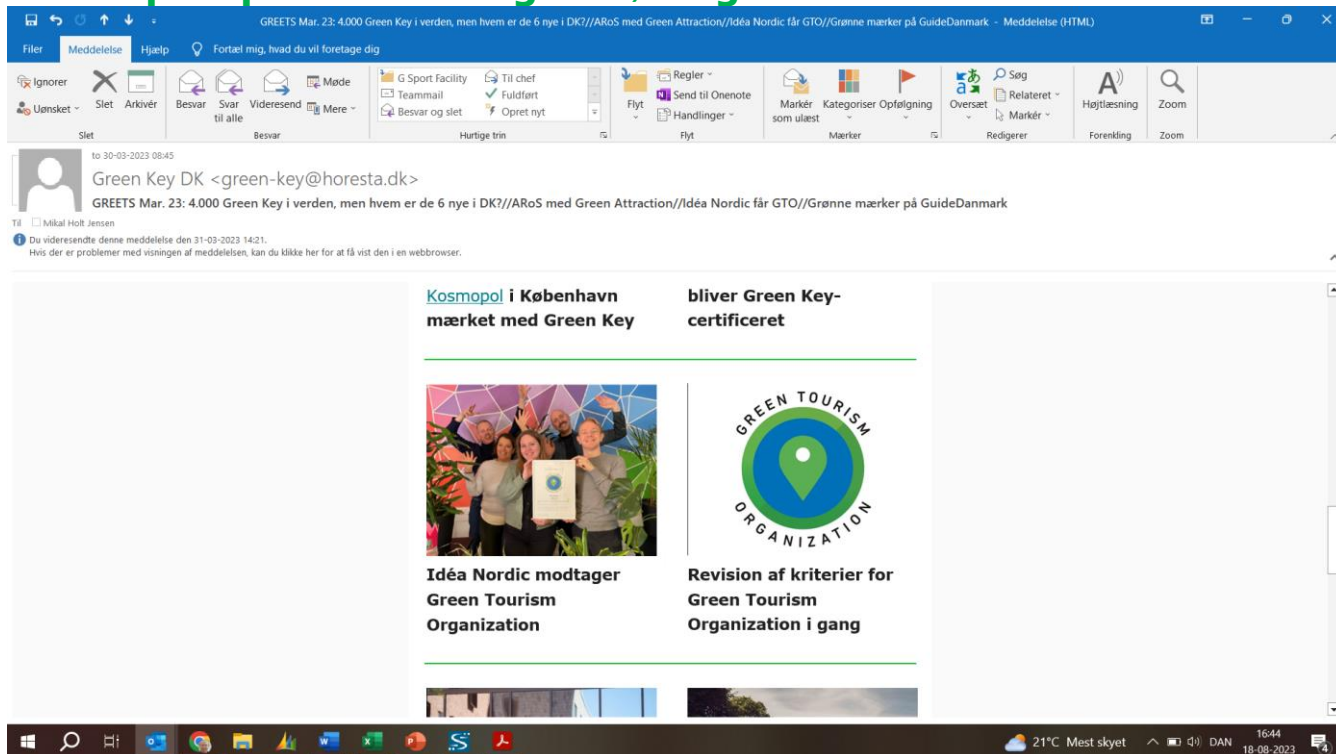 GREETS Mar. 23: 4.000 Green Key i verden, men hvem er de 6 nye i DK?//ARoS med Green Attraction//Idéa Nordic får GTO//Grønne mærker på GuideDanmark - Meddelelse (HTML)
Filer Meddelelse Hjælp Fortæl mig, hvad du vil foretage dig
Ignorer
Uønsket
Slet
Arkivér
Slet
Besvar
Svar til alle
Videresend
Møde
Mere
Besvar
G Sport Facility
Teammail
Besvar og slet
Til chef
Fuldført
Opret nyt
Hurtige trin
Flyt
Regler
Send til Onenote
Handlinger
Flyt
Markér som ulæst
Kategoriser
Opfølgning
Mærker
Oversæt
Søg
Relateret
Markér
Redigerer
Højtlæsning
Forenkling
Zoom
Zoom
to 30-03-2023 08:45
Green Key DK <green-key@horesta.dk>
GREETS Mar. 23: 4.000 Green Key i verden, men hvem er de 6 nye i DK?//ARoS med Green Attraction//Idéa Nordic får GTO//Grønne mærker på GuideDanmark
Til Mikal Holt Jensen
Du videresendte denne meddelelse den 31-03-2023 14:21.
Hvis der er problemer med visningen af meddelelsen, kan du klikke her for at få vist den i en webbrowser.
Kosmopol i København
mærket med Green Key
bliver Green Key-
certificeret
GREEN TOURISM
ORGANIZATION
Idéa Nordic modtager
Green Tourism
Organization
Revision af kriterier for
Green Tourism
Organization i gang
21°C Mest skyet DAN 16:44
18-08-2023